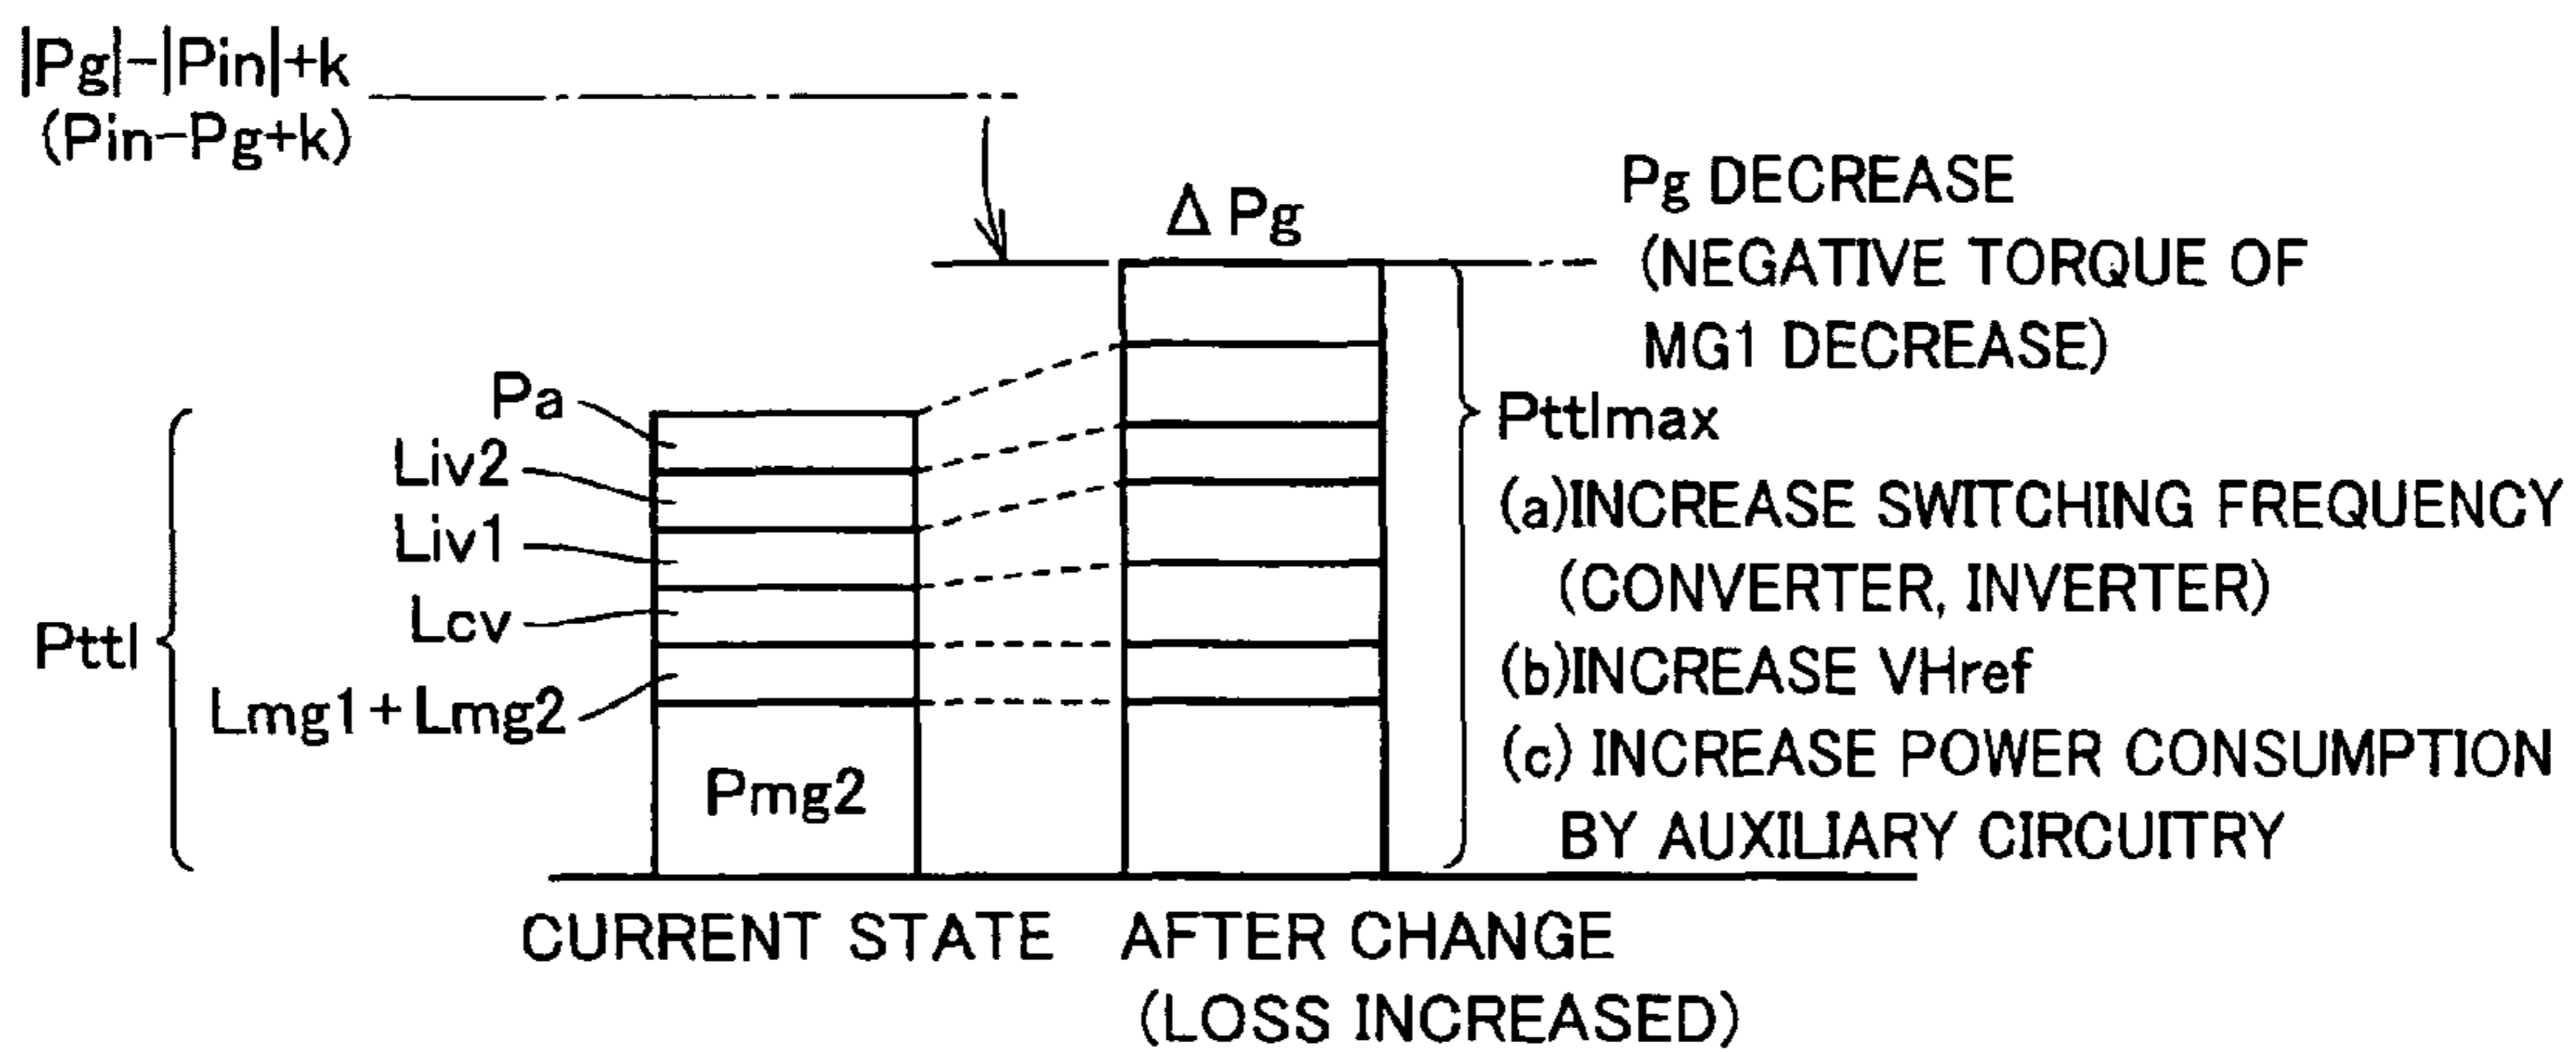 |Pg|-|Pin|+k
(Pin-Pg+k)
Δ Pg
Pg DECREASE
(NEGATIVE TORQUE OF
MG1 DECREASE)
Pa
Liv2
Liv1
Lcv
Lmg1+Lmg2
Pttl
Pmg2
Pttlmax
(a)INCREASE SWITCHING FREQUENCY
(CONVERTER, INVERTER)
(b)INCREASE VHref
(c) INCREASE POWER CONSUMPTION
BY AUXILIARY CIRCUITRY
CURRENT STATE
AFTER CHANGE
(LOSS INCREASED)